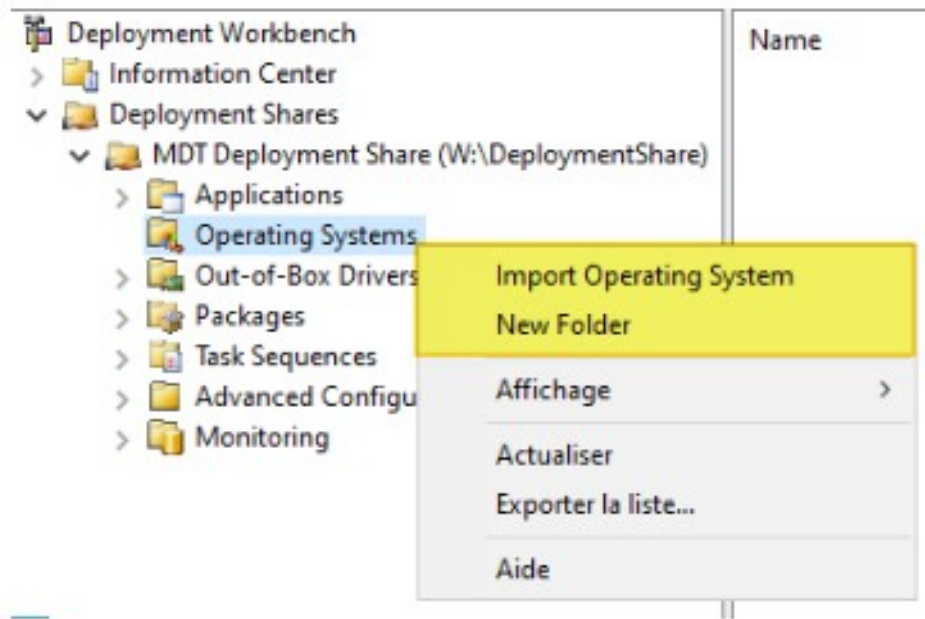 Deployment Workbench
Name
Information Center
Deployment Shares
MDT Deployment Share (W:\DeploymentShare)
Applications
Operating Systems
Out-of-Box Drivers
Packages
Task Sequences
Advanced Configu
Monitoring
Import Operating System
New Folder
Affichage
Actualiser
Exporter la liste...
Aide